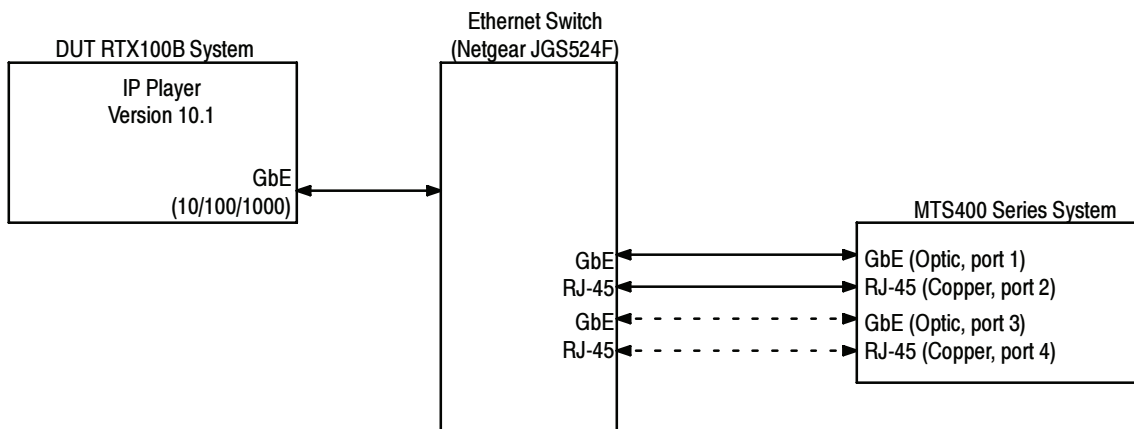 Ethernet Switch
(Netgear JGS524F)
DUT RTX100B System
IP Player
Version 10.1
GbE
(10/100/1000)
MTS400 Series System
GbE
RJ-45
GbE
RJ-45
GbE (Optic, port 1)
RJ-45 (Copper, port 2)
GbE (Optic, port 3)
RJ-45 (Copper, port 4)